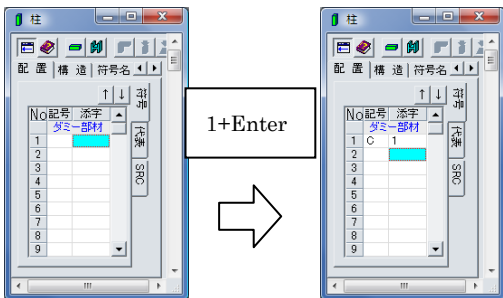 柱
配 置 構 造 符号名
↑ ↓ 符号
No 記号 添字
ダミー部材
代表
1
2
3
SRC
4
5
6
7
8
9
1+Enter
柱
配 置 構 造 符号名
↑ ↓ 符号
No 記号 添字
ダミー部材
代表
1 C 1
2
3
SRC
4
5
6
7
8
9